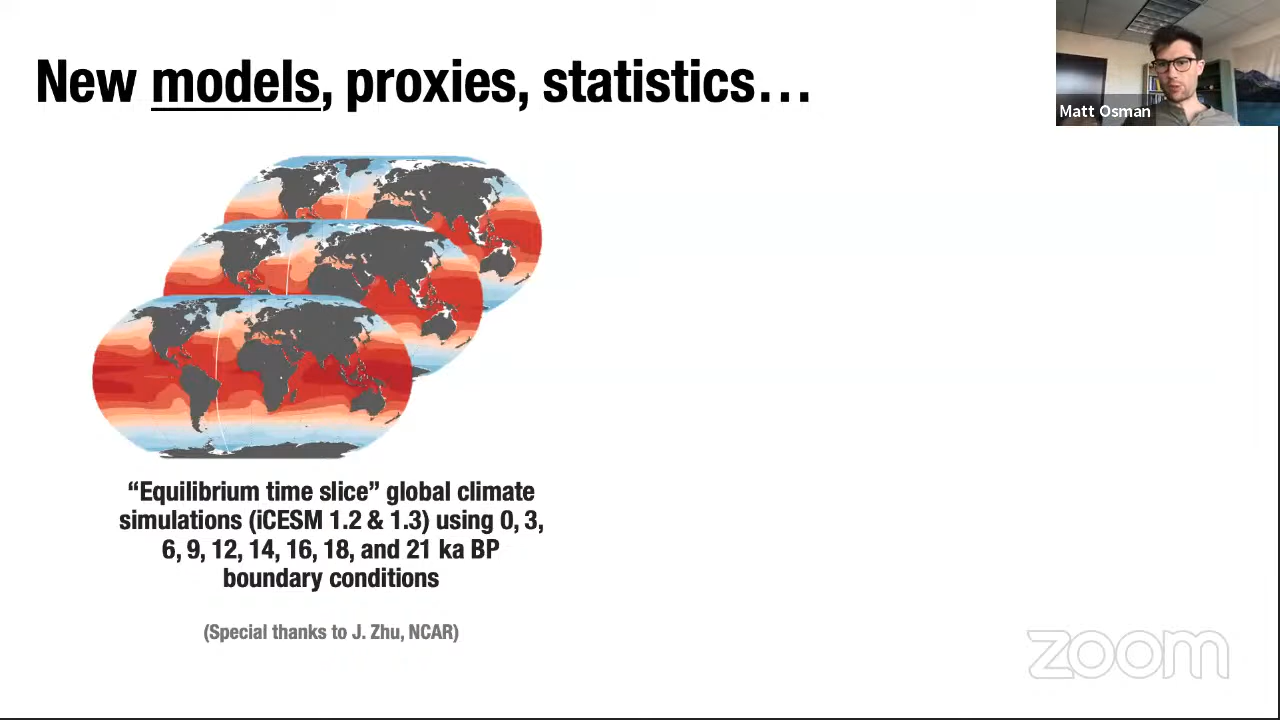 New models, proxies, statistics…
Matt Osman
“Equilibrium time slice” global climate
simulations (iCESM 1.2 & 1.3) using 0, 3,
6, 9, 12, 14, 16, 18, and 21 ka BP
boundary conditions
(Special thanks to J. Zhu, NCAR)
zoom